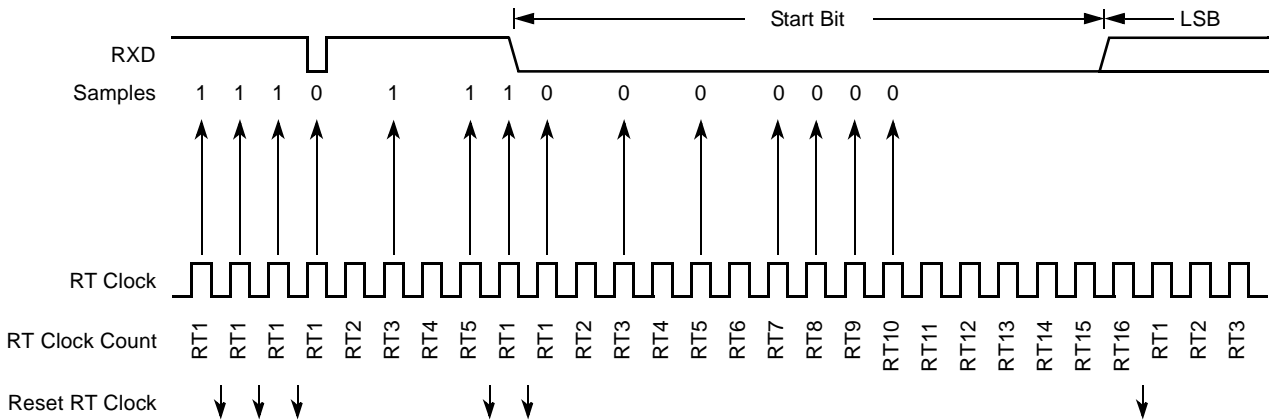 Start Bit LSB
RXD
Samples 1 1 1 0 1 1 1 0 0 0 0 0 0 0
RT Clock
RT Clock Count RT1 RT1 RT1 RT1 RT2 RT3 RT4 RT5 RT1 RT1 RT2 RT3 RT4 RT5 RT6 RT7 RT8 RT9 RT10 RT11 RT12 RT13 RT14 RT15 RT16 RT1 RT2 RT3
Reset RT Clock